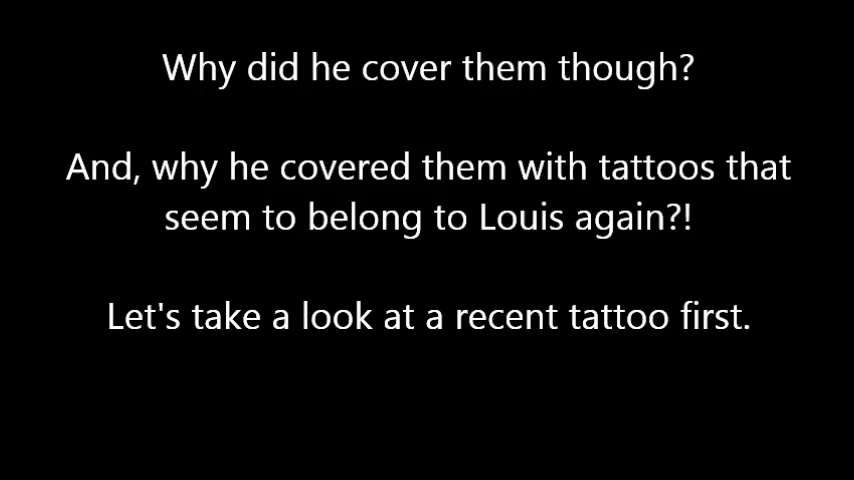 Why did he cover them though?
And, why he covered them with tattoos that
seem to belong to Louis again?!
Let's take a look at a recent tattoo first.